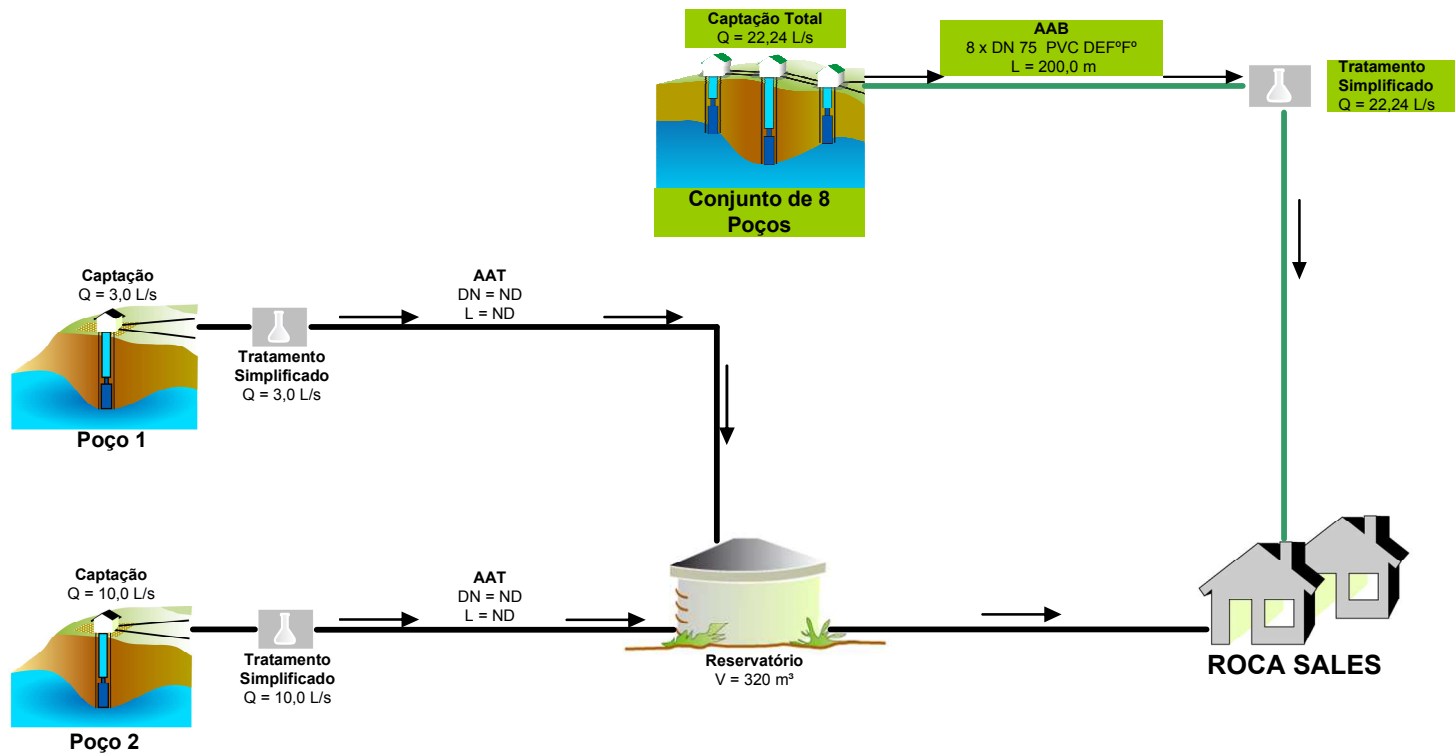 Captação Total
Q = 22,24 L/s
AAB
8 x DN 75 PVC DEFºFº
L = 200,0 m
Tratamento
Simplificado
Q = 22,24 L/s
Conjunto de 8
Poços
Captação
Q = 3,0 L/s
AAT
DN = ND
L = ND
Tratamento
Simplificado
Q = 3,0 L/s
Poço 1
Captação
Q = 10,0 L/s
AAT
DN = ND
L = ND
Tratamento
Simplificado
Q = 10,0 L/s
Poço 2
Reservatório
V = 320 m³
ROCA SALES